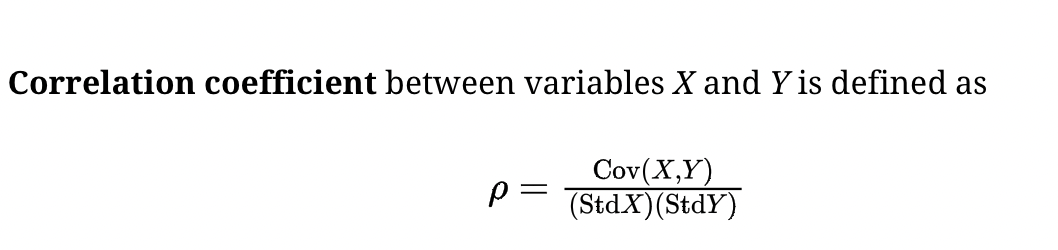 Correlation coefficient between variables X and Y is defined as
ρ = Cov(X,Y) / (StdX)(StdY)